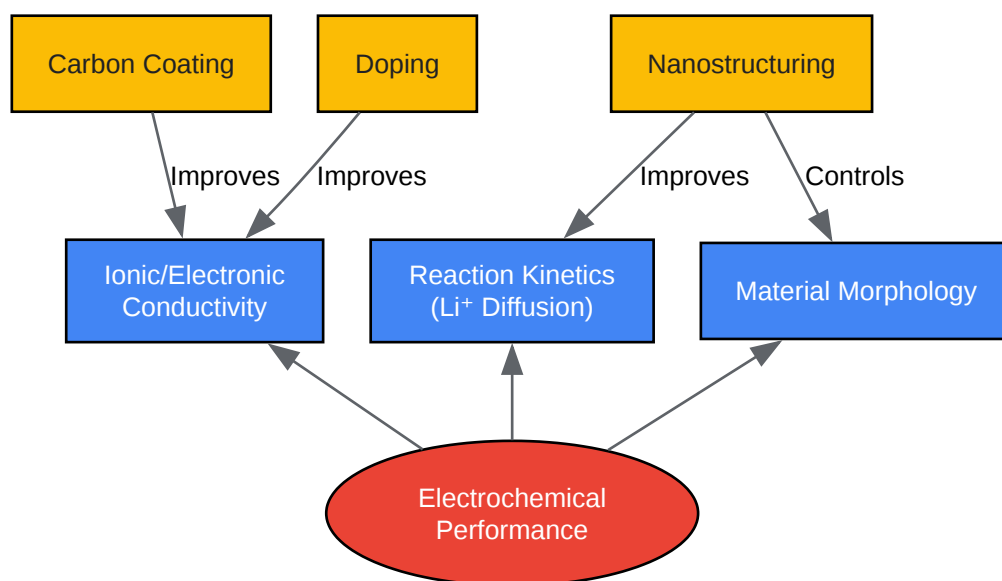 Carbon Coating
Doping
Nanostructuring
Improves
Improves
Improves
Controls
Ionic/Electronic
Conductivity
Reaction Kinetics
(Li⁺ Diffusion)
Material Morphology
Electrochemical
Performance